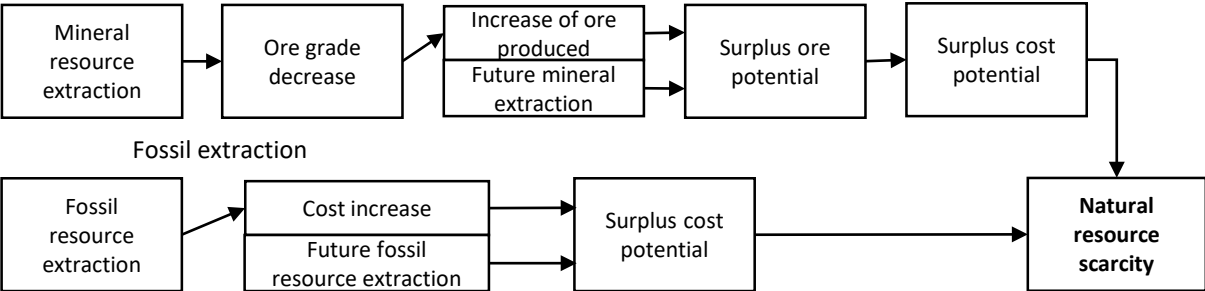 Mineral
resource
extraction
Ore grade
decrease
Increase of ore
produced
Future mineral
extraction
Surplus ore
potential
Surplus cost
potential
Fossil extraction
Fossil
resource
extraction
Cost increase
Future fossil
resource extraction
Surplus cost
potential
Natural
resource
scarcity